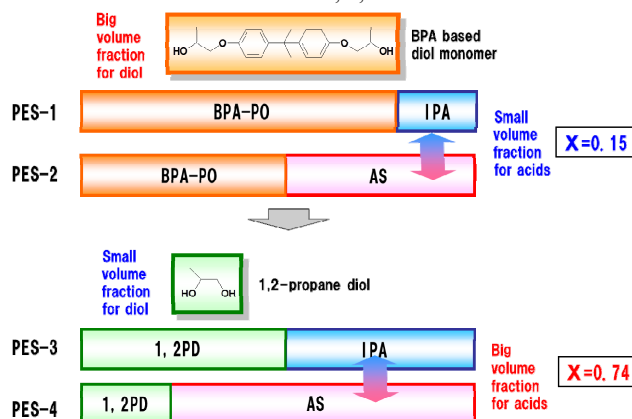 Big
volume
fraction
for diol
HO
O
O
HO
BPA based
diol monomer
PES-1
BPA-PO
IPA
Small
volume
fraction
for acids
X=0. 15
PES-2
BPA-PO
AS
Small
volume
fraction
for diol
HO
OH
1,2-propane diol
PES-3
1, 2PD
IPA
Big
volume
fraction
for acids
X=0. 74
PES-4
1, 2PD
AS